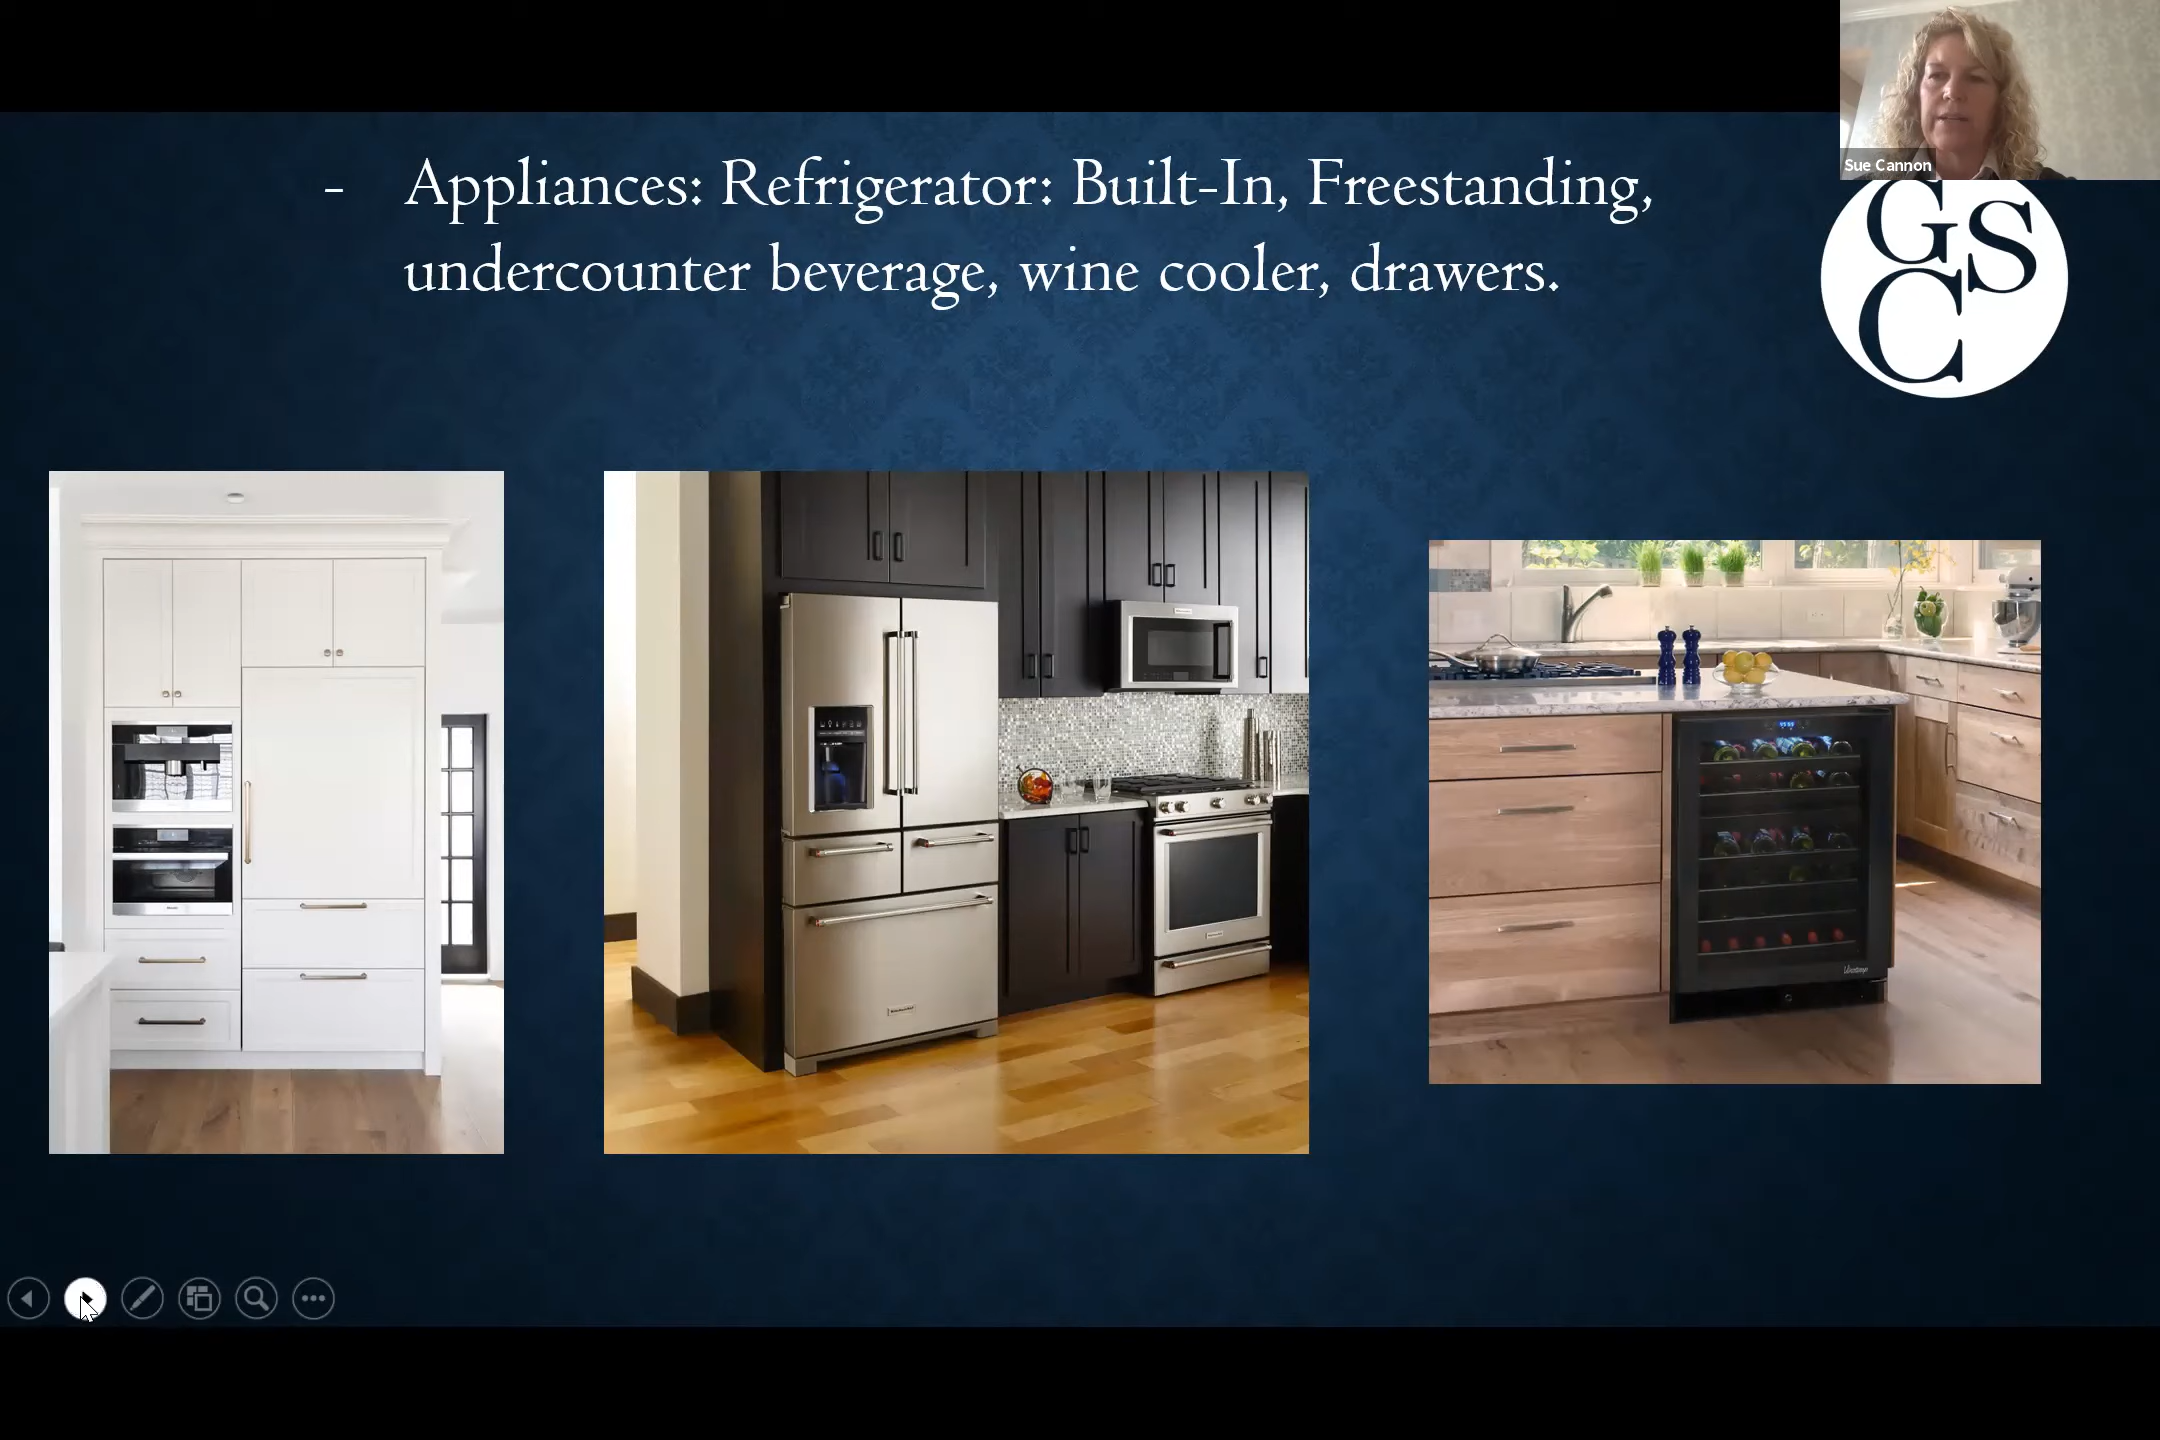 Sue Cannon
- Appliances: Refrigerator: Built-In, Freestanding,
undercounter beverage, wine cooler, drawers.
GSC